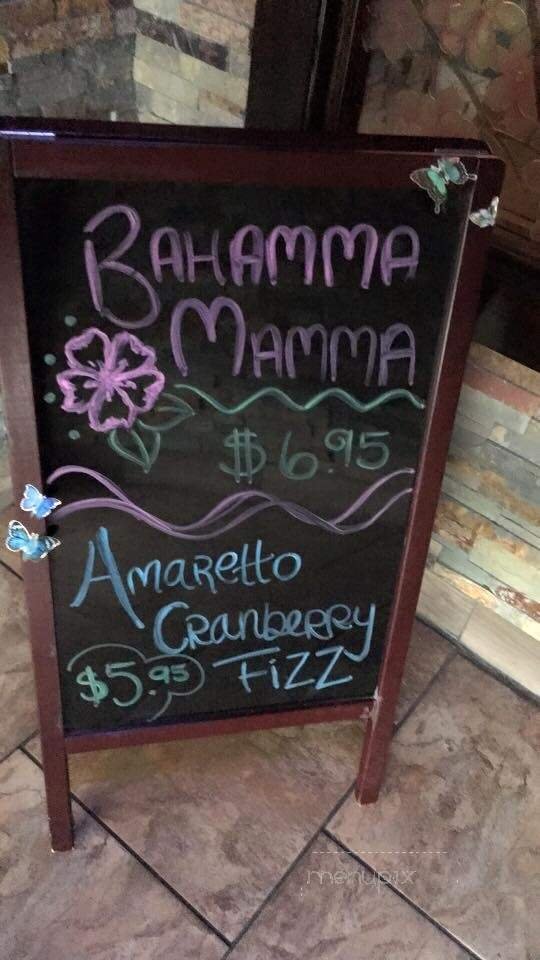 BAHAMMA
MAMMA
$6.95
AMARettO
CRanbeRRy
$5.95 FiZZ
menupix